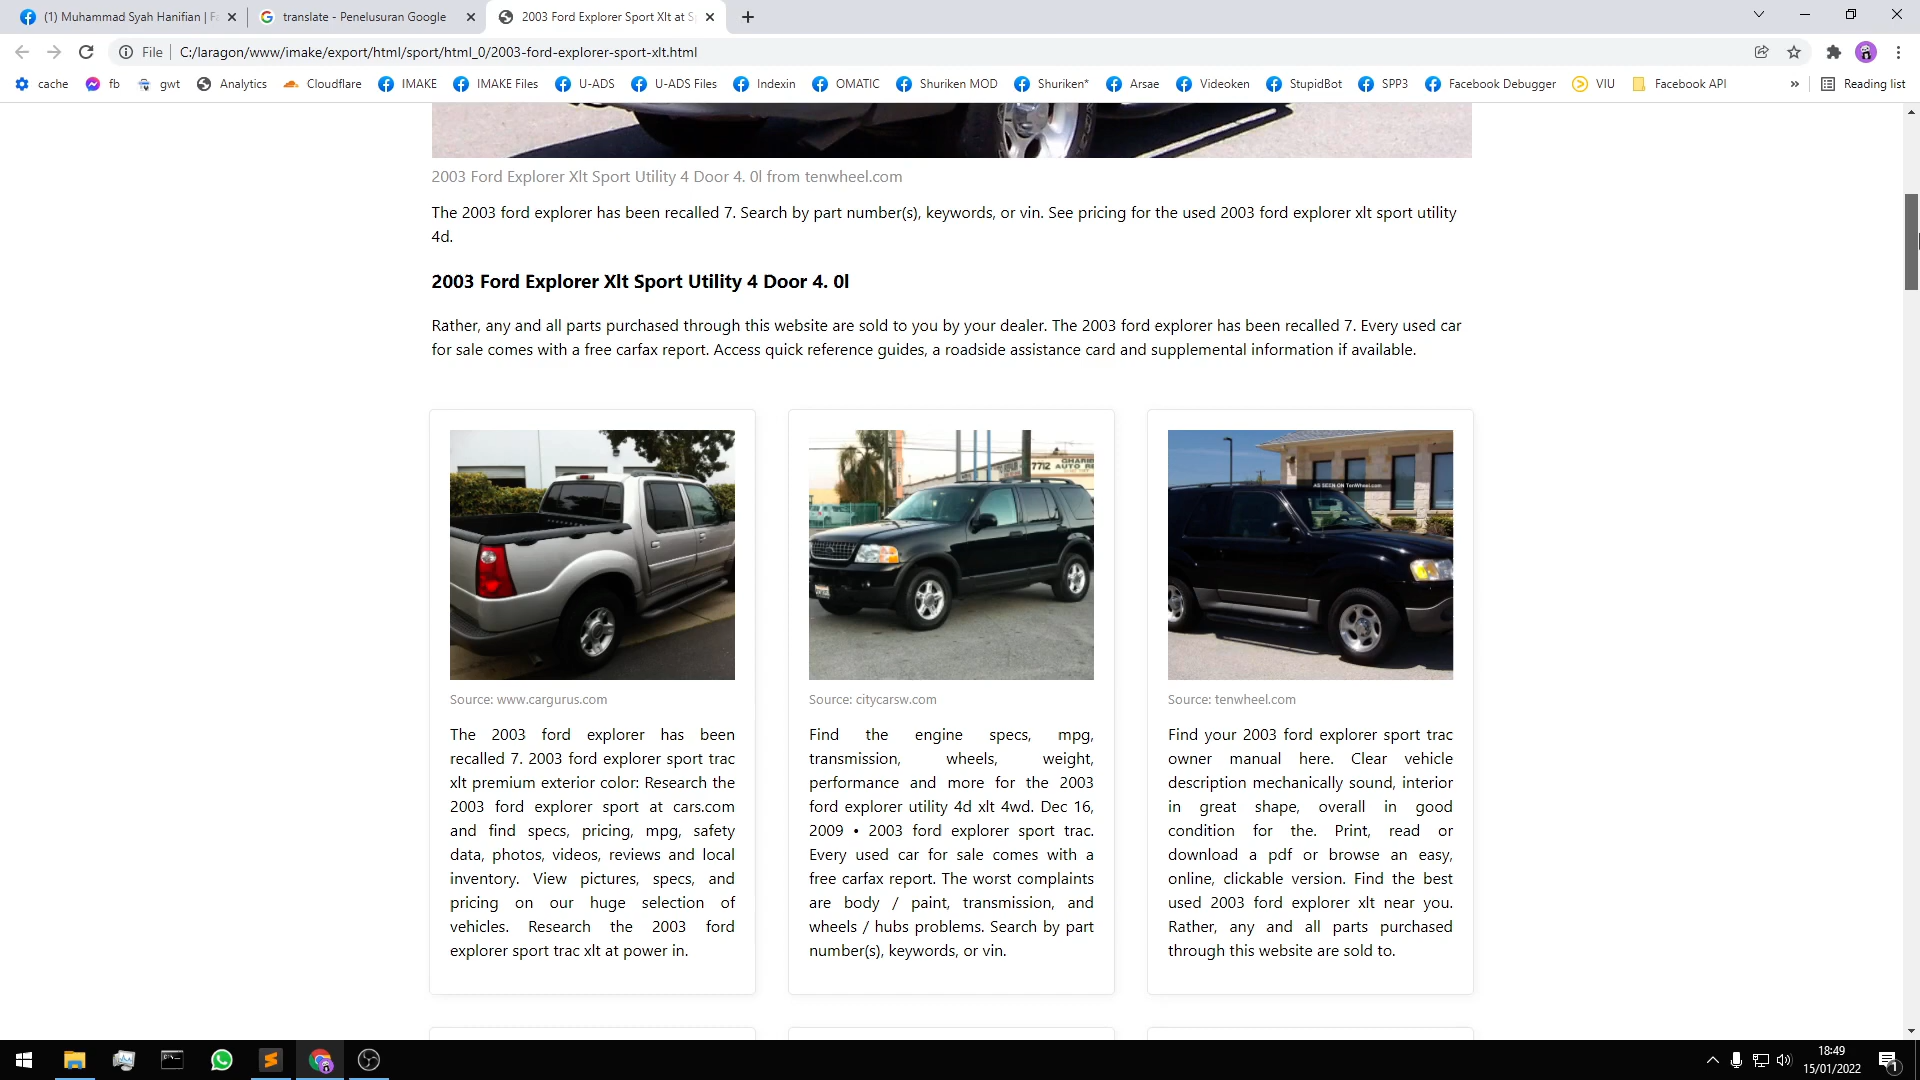 (1) Muhammad Syah Hanifian | Fa
translate - Penelusuran Google
2003 Ford Explorer Sport Xlt at S
File
C:/laragon/www/imake/export/html/sport/html_0/2003-ford-explorer-sport-xlt.html
cache
fb
gwt
Analytics
Cloudflare
IMAKE
IMAKE Files
U-ADS
U-ADS Files
Indexin
OMATIC
Shuriken MOD
Shuriken*
Arsae
Videoken
StupidBot
SPP3
Facebook Debugger
VIU
Facebook API
»
Reading list
2003 Ford Explorer Xlt Sport Utility 4 Door 4. 0l from tenwheel.com
The 2003 ford explorer has been recalled 7. Search by part number(s), keywords, or vin. See pricing for the used 2003 ford explorer xlt sport utility
4d.
2003 Ford Explorer Xlt Sport Utility 4 Door 4. 0l
Rather, any and all parts purchased through this website are sold to you by your dealer. The 2003 ford explorer has been recalled 7. Every used car
for sale comes with a free carfax report. Access quick reference guides, a roadside assistance card and supplemental information if available.
Source: www.cargurus.com
The 2003 ford explorer has been
recalled 7. 2003 ford explorer sport trac
xlt premium exterior color: Research the
2003 ford explorer sport at cars.com
and find specs, pricing, mpg, safety
data, photos, videos, reviews and local
inventory. View pictures, specs, and
pricing on our huge selection of
vehicles. Research the 2003 ford
explorer sport trac xlt at power in.
7712
GHARIB
AUTO RE
Source: citycarsw.com
Find the engine specs, mpg,
transmission, wheels, weight,
performance and more for the 2003
ford explorer utility 4d xlt 4wd. Dec 16,
2009 • 2003 ford explorer sport trac.
Every used car for sale comes with a
free carfax report. The worst complaints
are body / paint, transmission, and
wheels / hubs problems. Search by part
number(s), keywords, or vin.
AS SEEN ON TenWheel.com
Source: tenwheel.com
Find your 2003 ford explorer sport trac
owner manual here. Clear vehicle
description mechanically sound, interior
in great shape, overall in good
condition for the. Print, read or
download a pdf or browse an easy,
online, clickable version. Find the best
used 2003 ford explorer xlt near you.
Rather, any and all parts purchased
through this website are sold to.
18:49
15/01/2022
1